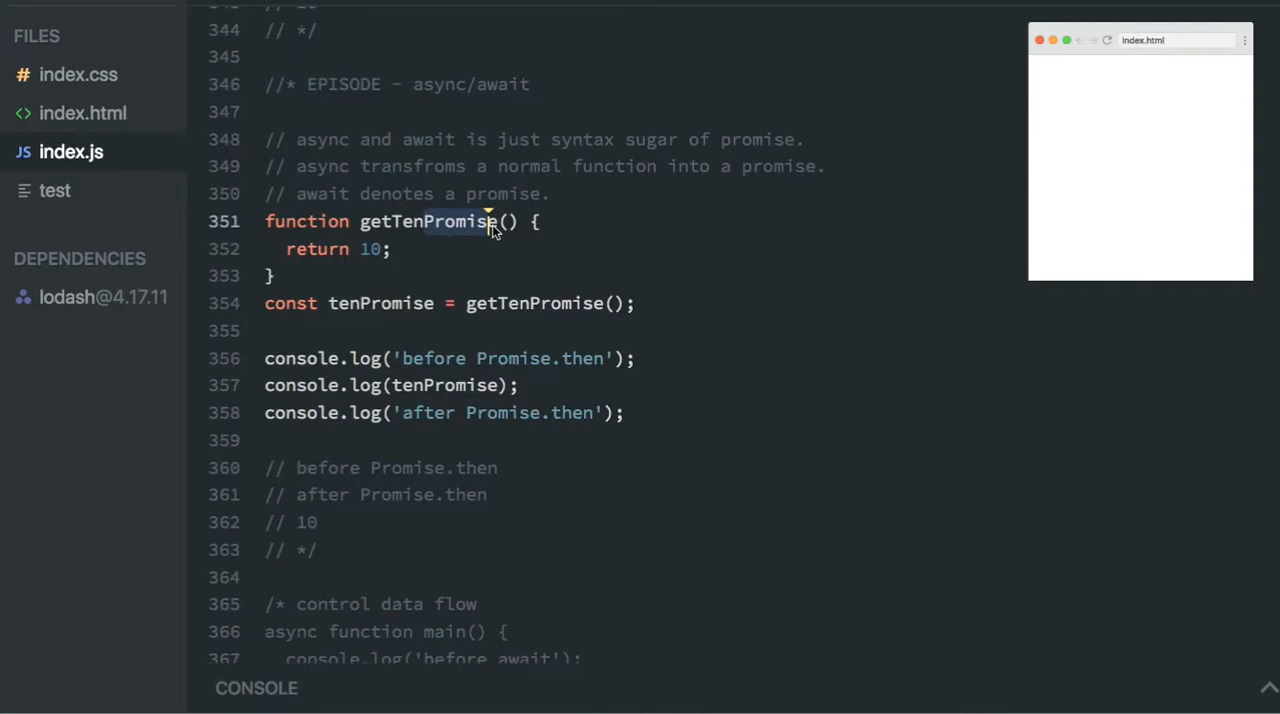 FILES
# index.css
<> index.html
JS index.js
test
DEPENDENCIES
lodash@4.17.11
344 // */
345
346 //* EPISODE - async/await
347
348 // async and await is just syntax sugar of promise.
349 // async transfroms a normal function into a promise.
350 // await denotes a promise.
351 function getTenPromise() {
352   return 10;
353 }
354 const tenPromise = getTenPromise();
355
356 console.log('before Promise.then');
357 console.log(tenPromise);
358 console.log('after Promise.then');
359
360 // before Promise.then
361 // after Promise.then
362 // 10
363 // */
364
365 /* control data flow
366 async function main() {
367   console.log('before await');
CONSOLE
index.html